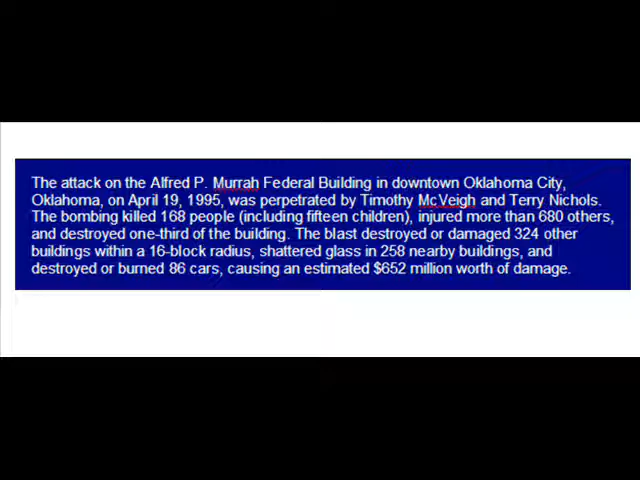 The attack on the Alfred P. Murrah Federal Building in downtown Oklahoma City,
Oklahoma, on April 19, 1995, was perpetrated by Timothy McVeigh and Terry Nichols.
The bombing killed 168 people (including fifteen children), injured more than 680 others,
and destroyed one-third of the building. The blast destroyed or damaged 324 other
buildings within a 16-block radius, shattered glass in 258 nearby buildings, and
destroyed or burned 86 cars, causing an estimated $652 million worth of damage.